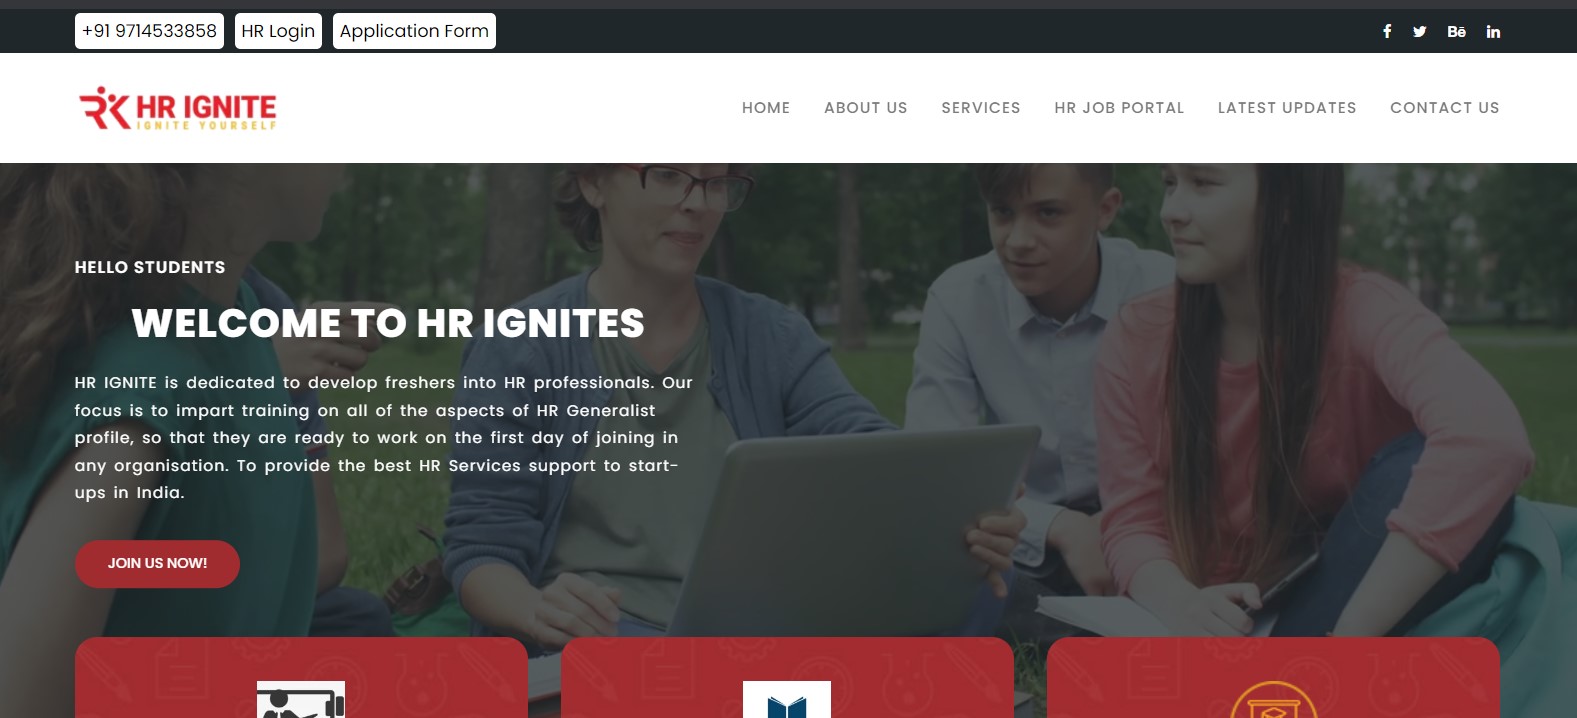 +91 9714533858 HR Login Application Form
Bē
HR IGNITE
IGNITE YOURSELF
HOME ABOUT US SERVICES HR JOB PORTAL LATEST UPDATES CONTACT US
HELLO STUDENTS
WELCOME TO HR IGNITES
HR IGNITE is dedicated to develop freshers into HR professionals. Our
focus is to impart training on all of the aspects of HR Generalist
profile, so that they are ready to work on the first day of joining in
any organisation. To provide the best HR Services support to start-
ups in India.
JOIN US NOW!